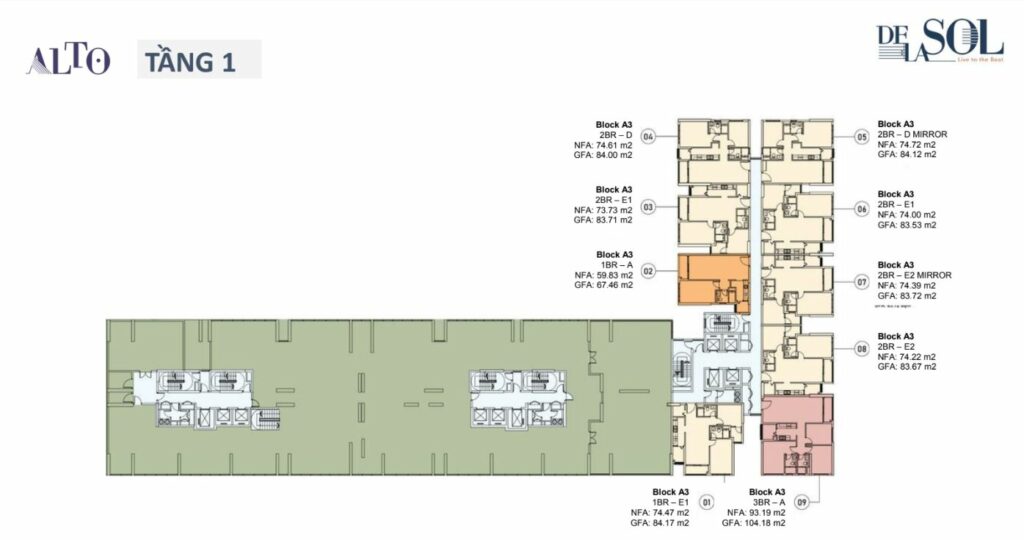 ALTO
TẦNG 1
DE LA SOL
Live to the Beat
Block A3
2BR – D
NFA: 74.61 m2
GFA: 84.00 m2
04
Block A3
2BR – E1
NFA: 73.73 m2
GFA: 83.71 m2
03
Block A3
1BR – A
NFA: 59.83 m2
GFA: 67.46 m2
02
05
Block A3
2BR – D MIRROR
NFA: 74.72 m2
GFA: 84.12 m2
06
Block A3
2BR – E1
NFA: 74.00 m2
GFA: 83.53 m2
07
Block A3
2BR – E2 MIRROR
NFA: 74.39 m2
GFA: 83.72 m2
08
Block A3
2BR – E2
NFA: 74.22 m2
GFA: 83.67 m2
Block A3
1BR – E1
NFA: 74.47 m2
GFA: 84.17 m2
01
Block A3
3BR – A
NFA: 93.19 m2
GFA: 104.18 m2
09